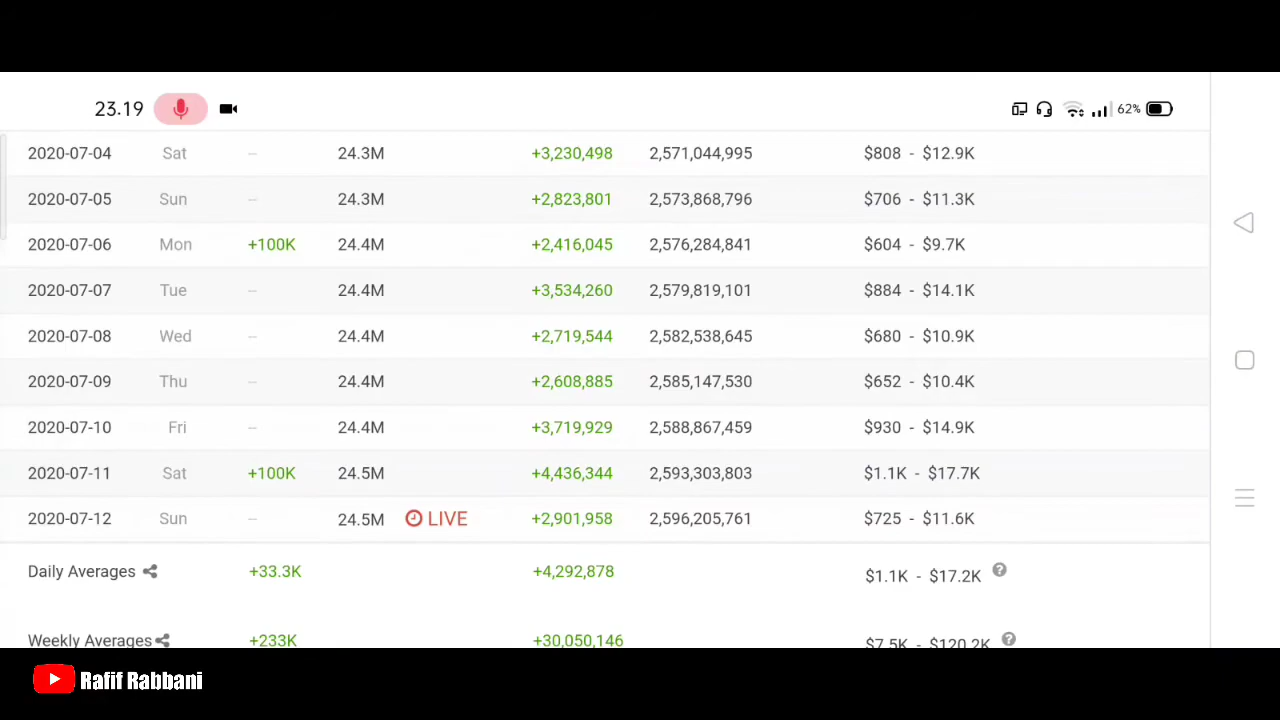 23.19 62%
2020-07-04 Sat -- 24.3M +3,230,498 2,571,044,995 $808 - $12.9K
2020-07-05 Sun -- 24.3M +2,823,801 2,573,868,796 $706 - $11.3K
2020-07-06 Mon +100K 24.4M +2,416,045 2,576,284,841 $604 - $9.7K
2020-07-07 Tue -- 24.4M +3,534,260 2,579,819,101 $884 - $14.1K
2020-07-08 Wed -- 24.4M +2,719,544 2,582,538,645 $680 - $10.9K
2020-07-09 Thu -- 24.4M +2,608,885 2,585,147,530 $652 - $10.4K
2020-07-10 Fri -- 24.4M +3,719,929 2,588,867,459 $930 - $14.9K
2020-07-11 Sat +100K 24.5M +4,436,344 2,593,303,803 $1.1K - $17.7K
2020-07-12 Sun -- 24.5M LIVE +2,901,958 2,596,205,761 $725 - $11.6K
Daily Averages +33.3K +4,292,878 $1.1K - $17.2K
Weekly Averages +233K +30,050,146 $7.5K - $120.2K
Rafif Rabbani